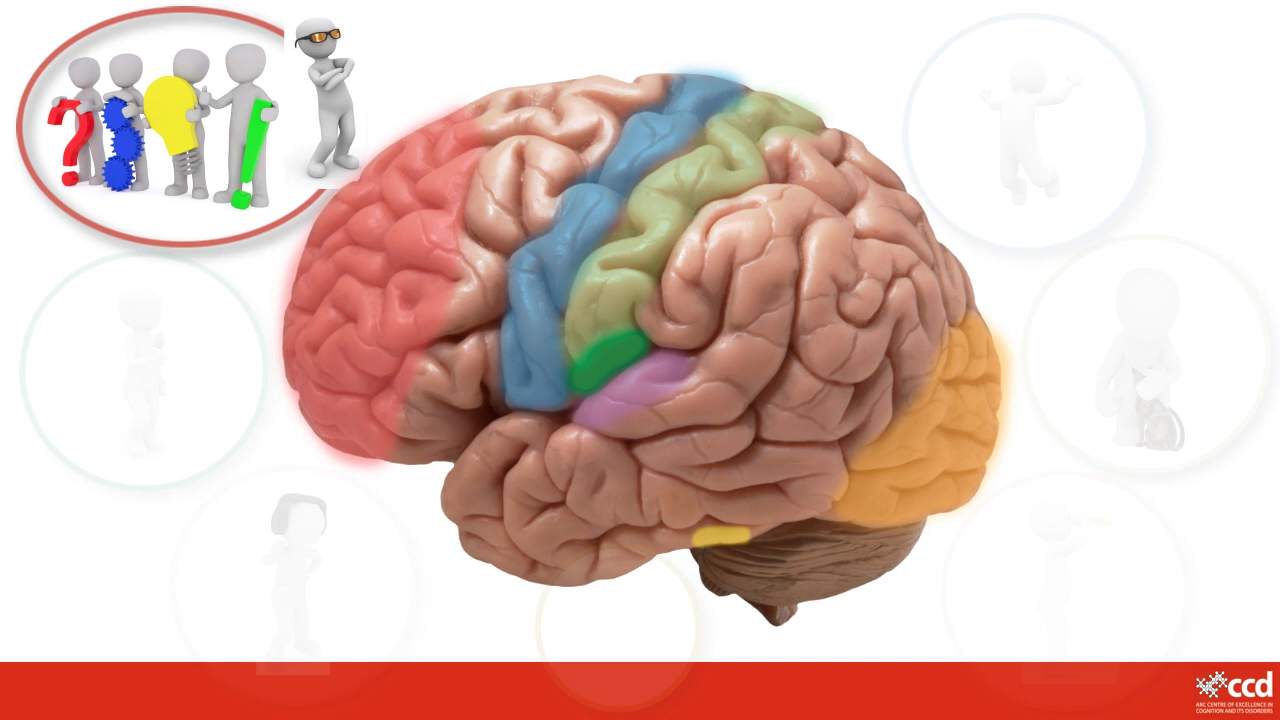 ccd
ARC CENTRE OF EXCELLENCE IN
COGNITION AND ITS DISORDERS